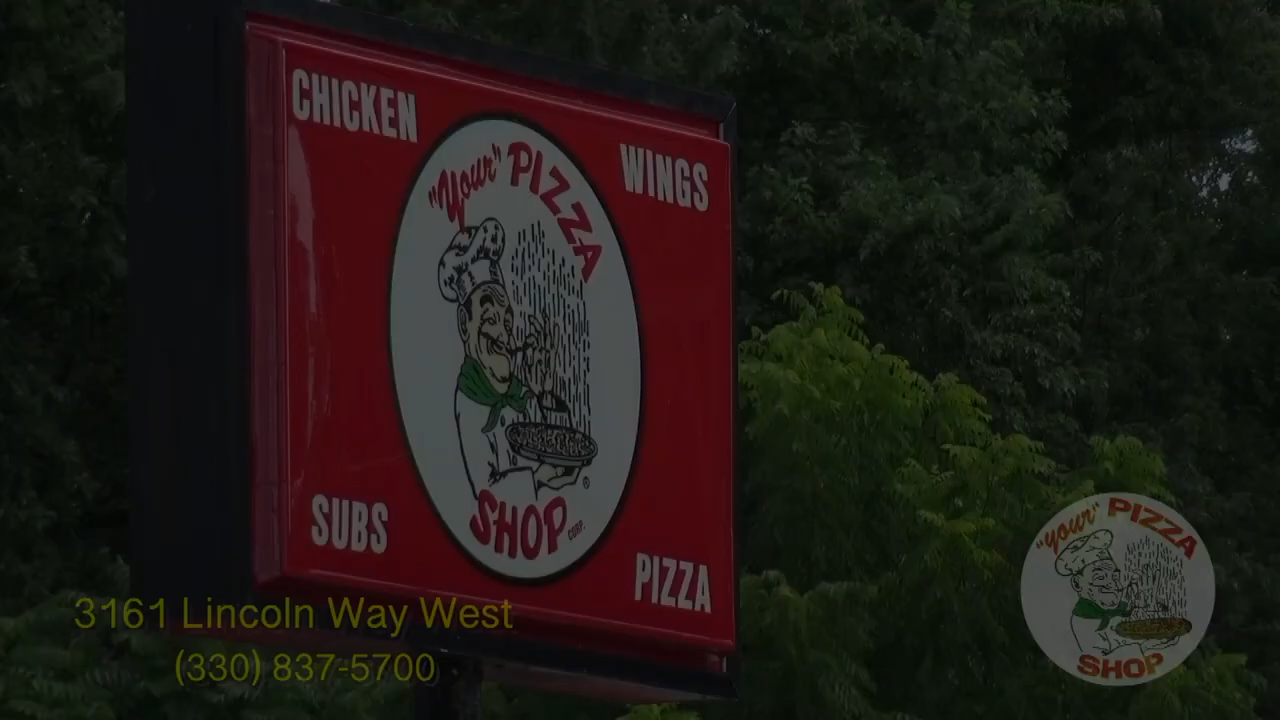 CHICKEN
WINGS
"Your" PIZZA
SHOP CORP.
®
SUBS
PIZZA
3161 Lincoln Way West
(330) 837-5700
"Your" PIZZA
SHOP